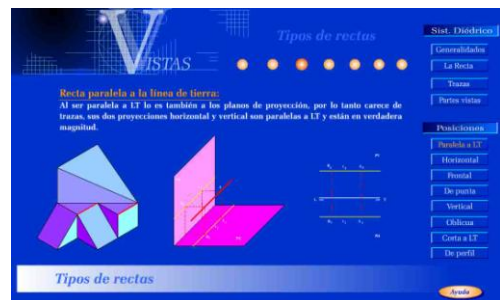 VISTAS
Tipos de rectas
Recta paralela a la línea de tierra:
Al ser paralela a LT lo es también a los planos de proyección, por lo tanto carece de
trazas, sus dos proyecciones horizontal y vertical son paralelas a LT y están en verdadera
magnitud.
Sist. Diédrico
Generalidades
La Recta
Trazas
Partes vistas
Posiciones
Paralela a LT
Horizontal
Frontal
De punta
Vertical
Oblicua
Corta a LT
De perfil
Tipos de rectas
Ayuda